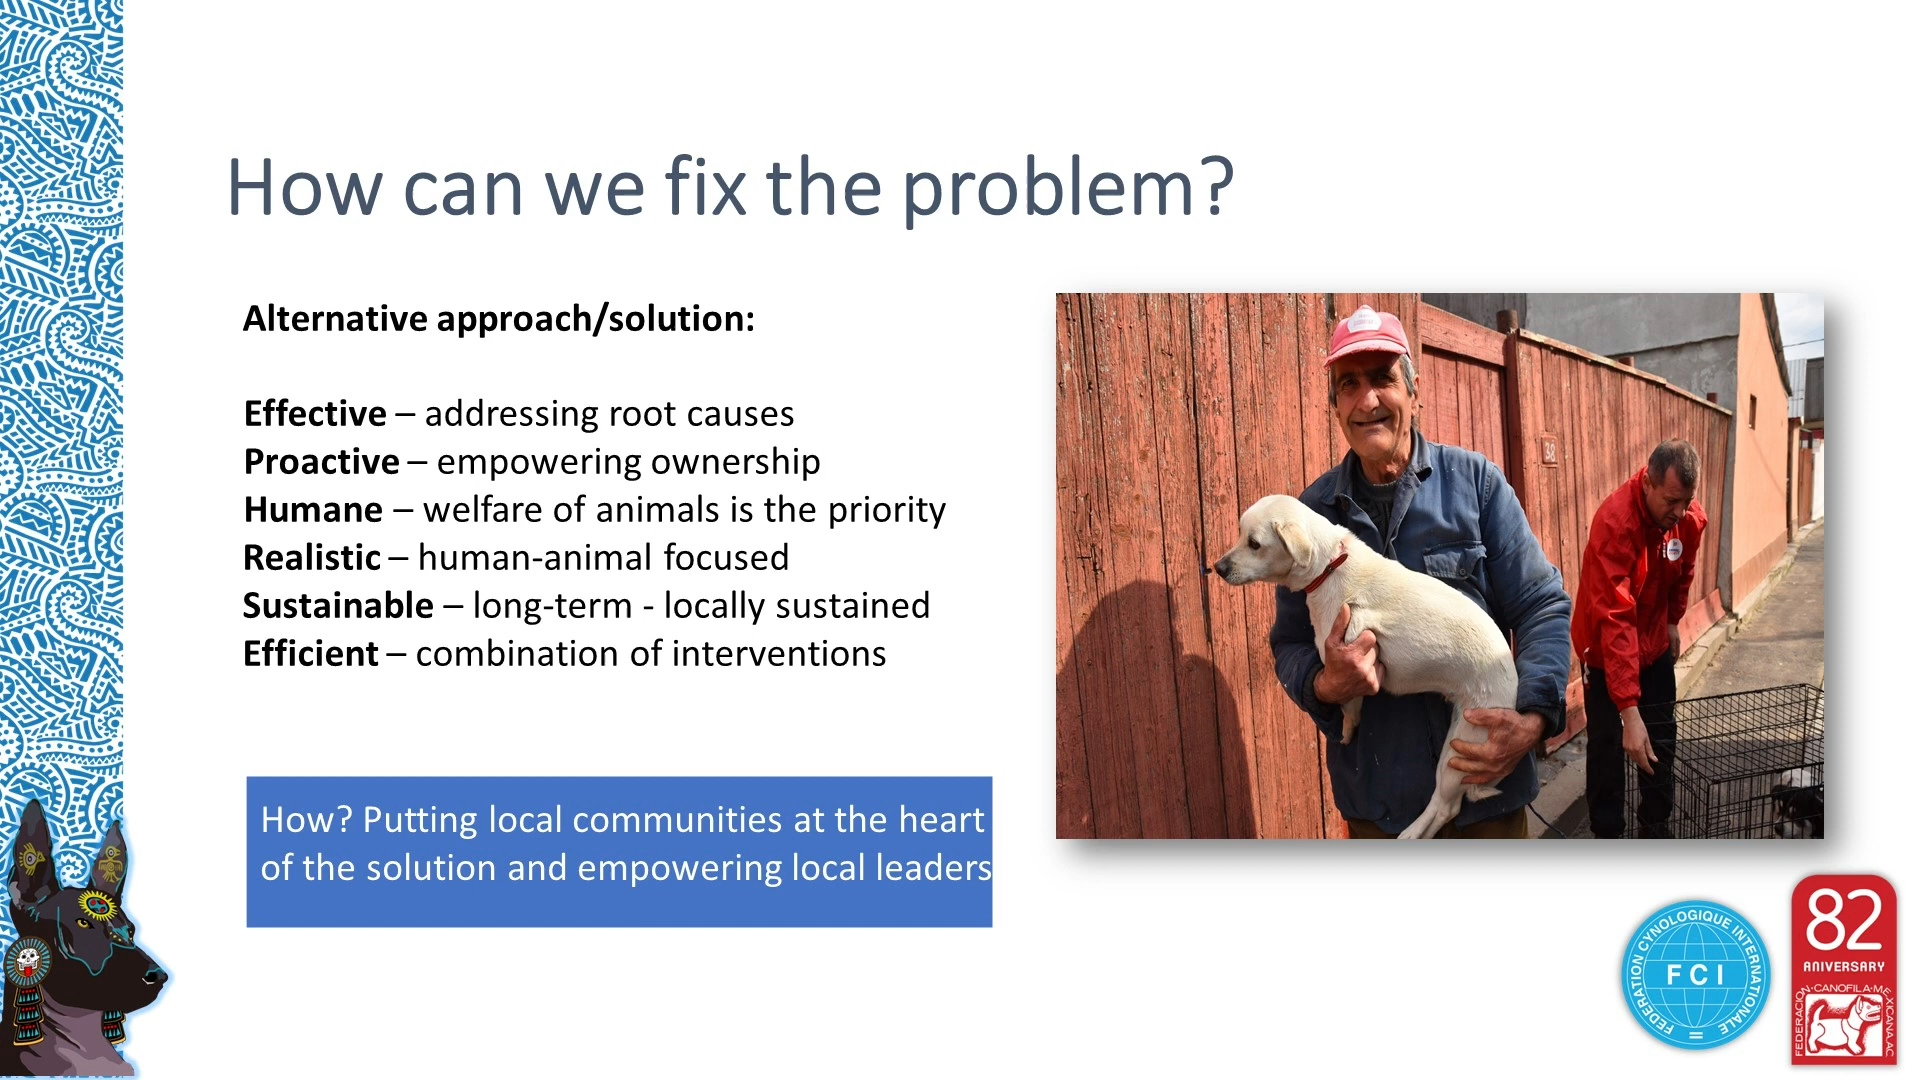 How can we fix the problem?
Alternative approach/solution:
Effective – addressing root causes
Proactive – empowering ownership
Humane – welfare of animals is the priority
Realistic – human-animal focused
Sustainable – long-term - locally sustained
Efficient – combination of interventions
How? Putting local communities at the heart
of the solution and empowering local leaders
38
FEDERATION CYNOLOGIQUE INTERNATIONALE
FCI
82
ANIVERSARY
FEDERACION·CANOFILA·MEXICANA.AC